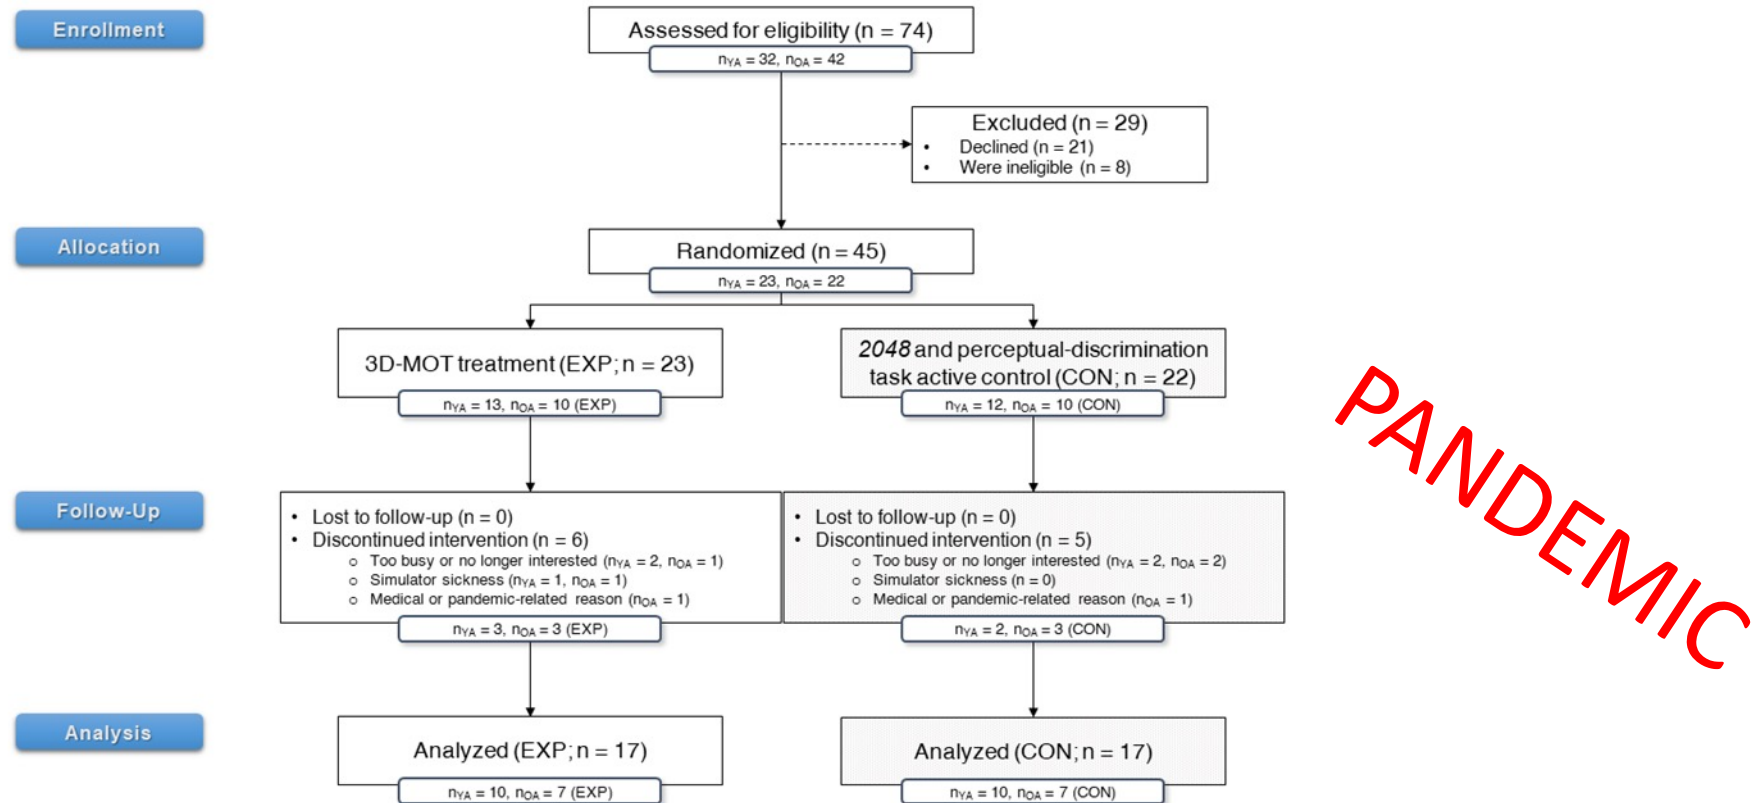 Enrollment
Assessed for eligibility (n = 74)
nYA = 32, nOA = 42
Excluded (n = 29)
• Declined (n = 21)
• Were ineligible (n = 8)
Allocation
Randomized (n = 45)
nYA = 23, nOA = 22
3D-MOT treatment (EXP; n = 23)
nYA = 13, nOA = 10 (EXP)
2048 and perceptual-discrimination
task active control (CON; n = 22)
nYA = 12, nOA = 10 (CON)
PANDEMIC
Follow-Up
• Lost to follow-up (n = 0)
• Discontinued intervention (n = 6)
o Too busy or no longer interested (nYA = 2, nOA = 1)
o Simulator sickness (nYA = 1, nOA = 1)
o Medical or pandemic-related reason (nOA = 1)
nYA = 3, nOA = 3 (EXP)
• Lost to follow-up (n = 0)
• Discontinued intervention (n = 5)
o Too busy or no longer interested (nYA = 2, nOA = 2)
o Simulator sickness (n = 0)
o Medical or pandemic-related reason (nOA = 1)
nYA = 2, nOA = 3 (CON)
Analysis
Analyzed (EXP; n = 17)
nYA = 10, nOA = 7 (EXP)
Analyzed (CON; n = 17)
nYA = 10, nOA = 7 (CON)